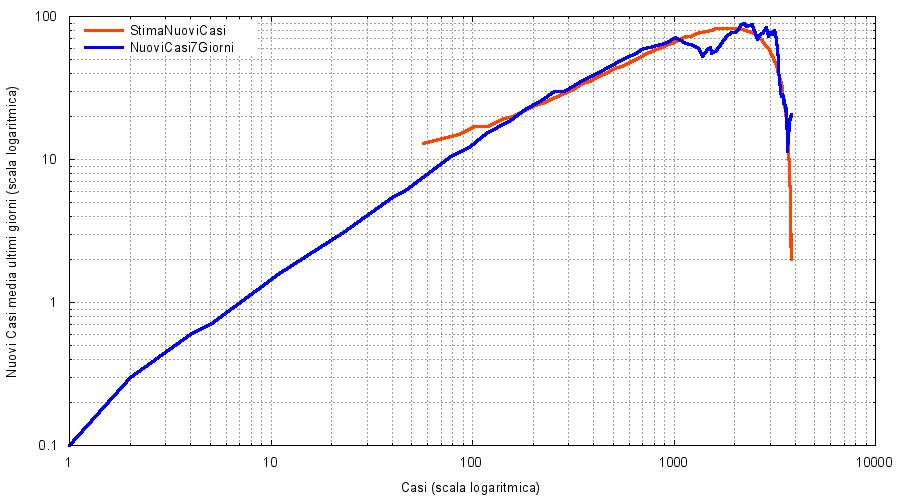 100
StimaNuoviCasi
NuoviCasi7Giorni
10
1
0.1
1
10
100
1000
10000
Nuovi Casi media ultimi giorni (scala logaritmica)
Casi (scala logaritmica)